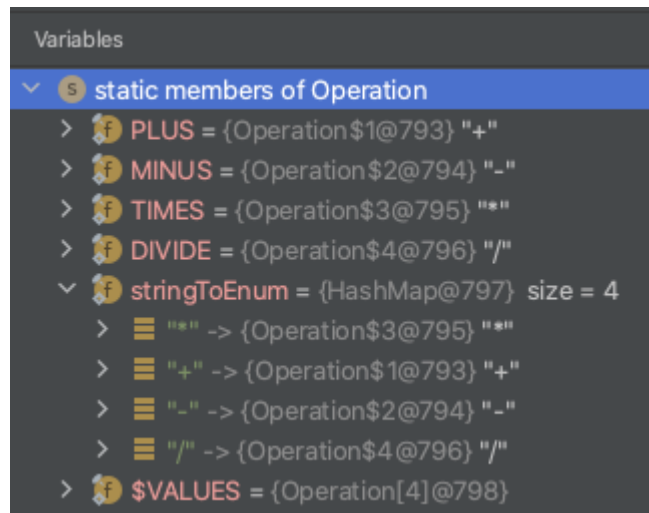 Variables
S static members of Operation
f PLUS = {Operation$1@793} "+"
f MINUS = {Operation$2@794} "-"
f TIMES = {Operation$3@795} "*"
f DIVIDE = {Operation$4@796} "/"
f stringToEnum = {HashMap@797} size = 4
"*" -> {Operation$3@795} "*"
"+" -> {Operation$1@793} "+"
"-" -> {Operation$2@794} "-"
"/" -> {Operation$4@796} "/"
f $VALUES = {Operation[4]@798}